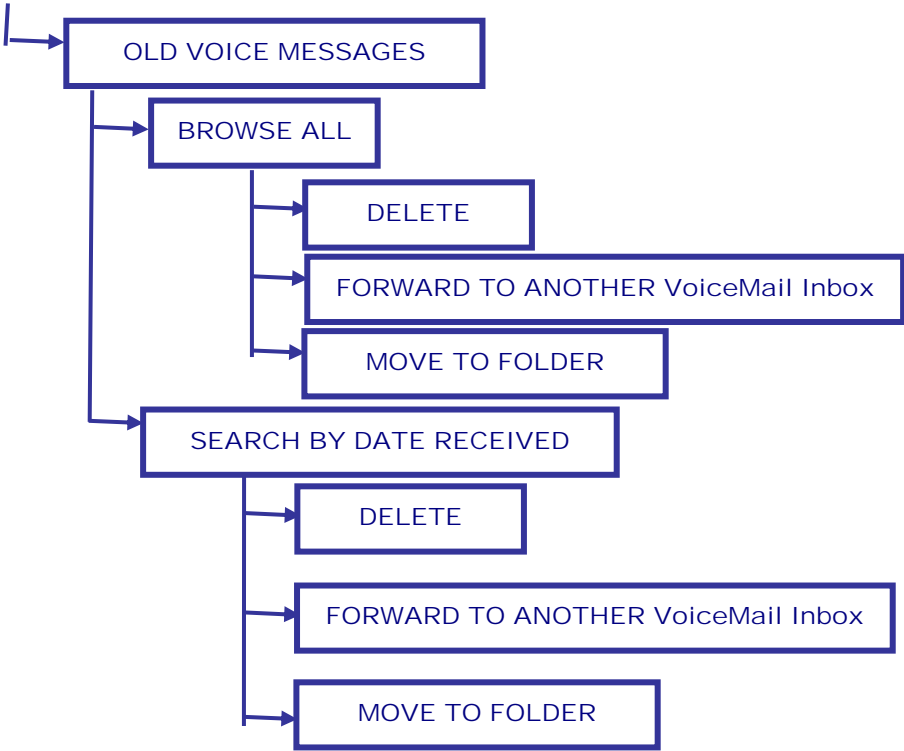 OLD VOICE MESSAGES
BROWSE ALL
DELETE
FORWARD TO ANOTHER VoiceMail Inbox
MOVE TO FOLDER
SEARCH BY DATE RECEIVED
DELETE
FORWARD TO ANOTHER VoiceMail Inbox
MOVE TO FOLDER